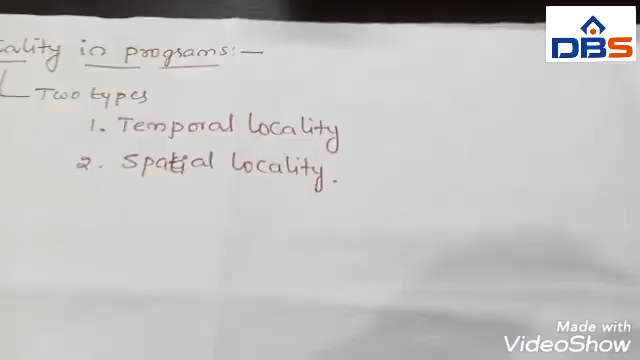 cality in programs:-
Two types
1. Temporal locality
2. Spatial locality.
DBS
Made with
VideoShow